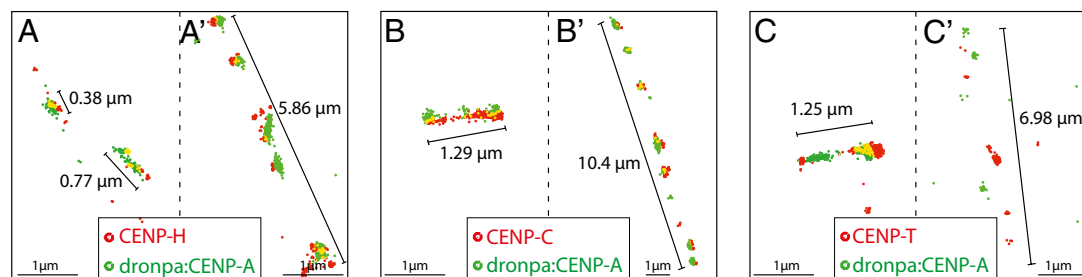 A
A’
0.38 µm
0.77 µm
5.86 µm
CENP-H
dronpa:CENP-A
1µm
1µm
B
B’
1.29 µm
10.4 µm
CENP-C
dronpa:CENP-A
1µm
1µm
C
C’
1.25 µm
6.98 µm
CENP-T
dronpa:CENP-A
1µm
1µm